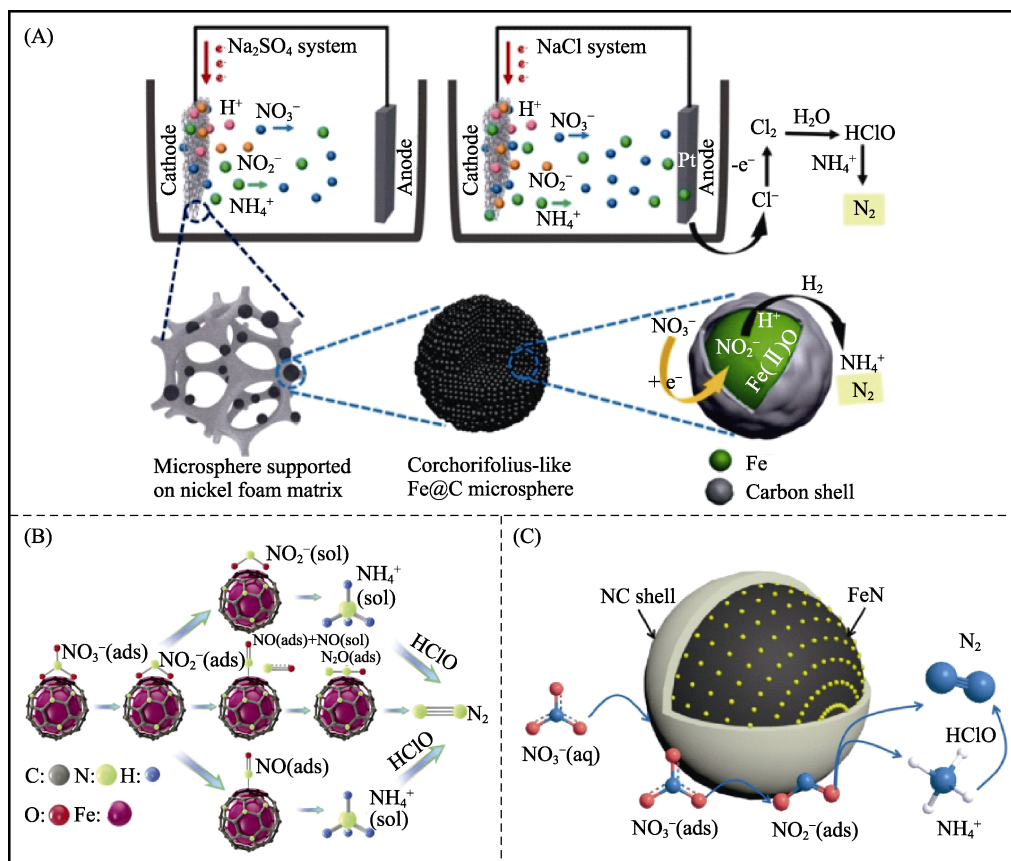 (A)
Na₂SO₄ system
e⁻
e⁻
e⁻
H⁺
NO₃⁻
NO₂⁻
NH₄⁺
Cathode
Anode
NaCl system
e⁻
e⁻
e⁻
H⁺
NO₃⁻
NO₂⁻
NH₄⁺
Cathode
Pt
Anode
Cl₂
H₂O
HClO
-e⁻
NH₄⁺
Cl⁻
N₂
Microsphere supported
on nickel foam matrix
Corchorifolius-like
Fe@C microsphere
H₂
NO₃⁻
H⁺
NO₂⁻
Fe(Ⅱ)O
+ e⁻
NH₄⁺
N₂
Fe
Carbon shell
(B)
NO₂⁻(sol)
NH₄⁺
(sol)
NO₃⁻(ads)
NO₂⁻(ads)
NO(ads)+NO(sol)
N₂O(ads)
HClO
N₂
HClO
NO(ads)
NH₄⁺
(sol)
C: N: H:
O: Fe:
(C)
NC shell
FeN
N₂
NO₃⁻(aq)
HClO
NO₃⁻(ads)
NO₂⁻(ads)
NH₄⁺